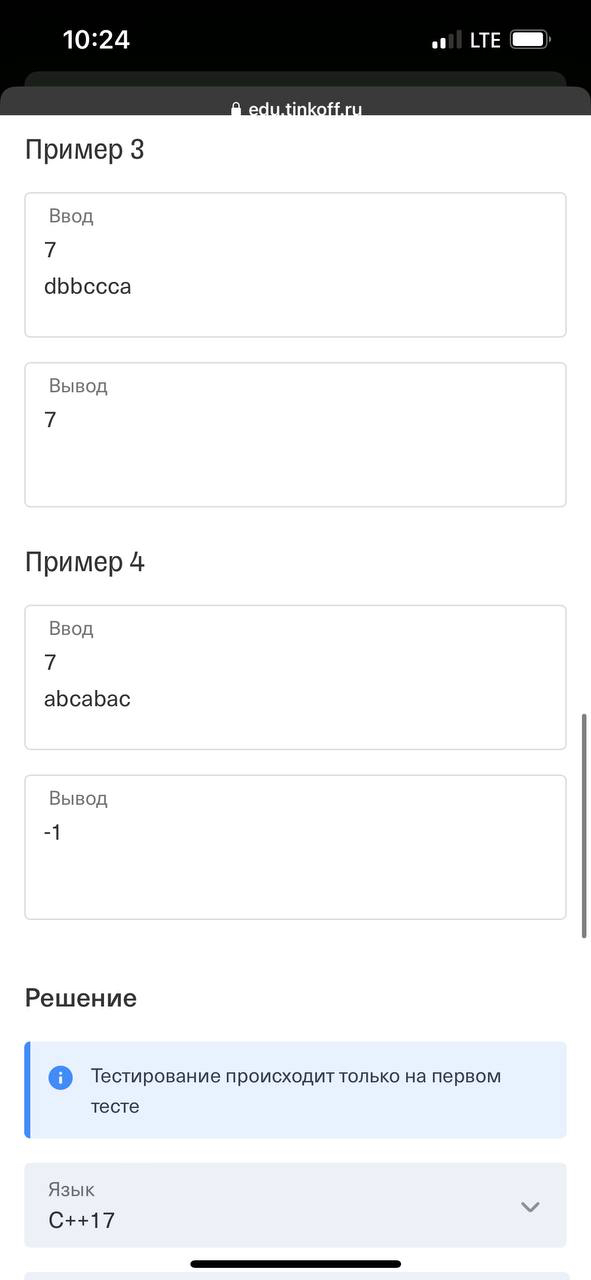 10:24
LTE
edu.tinkoff.ru
Пример 3
Ввод
7
dbbccca
Вывод
7
Пример 4
Ввод
7
abcabac
Вывод
-1
Решение
Тестирование происходит только на первом
тесте
Язык
C++17